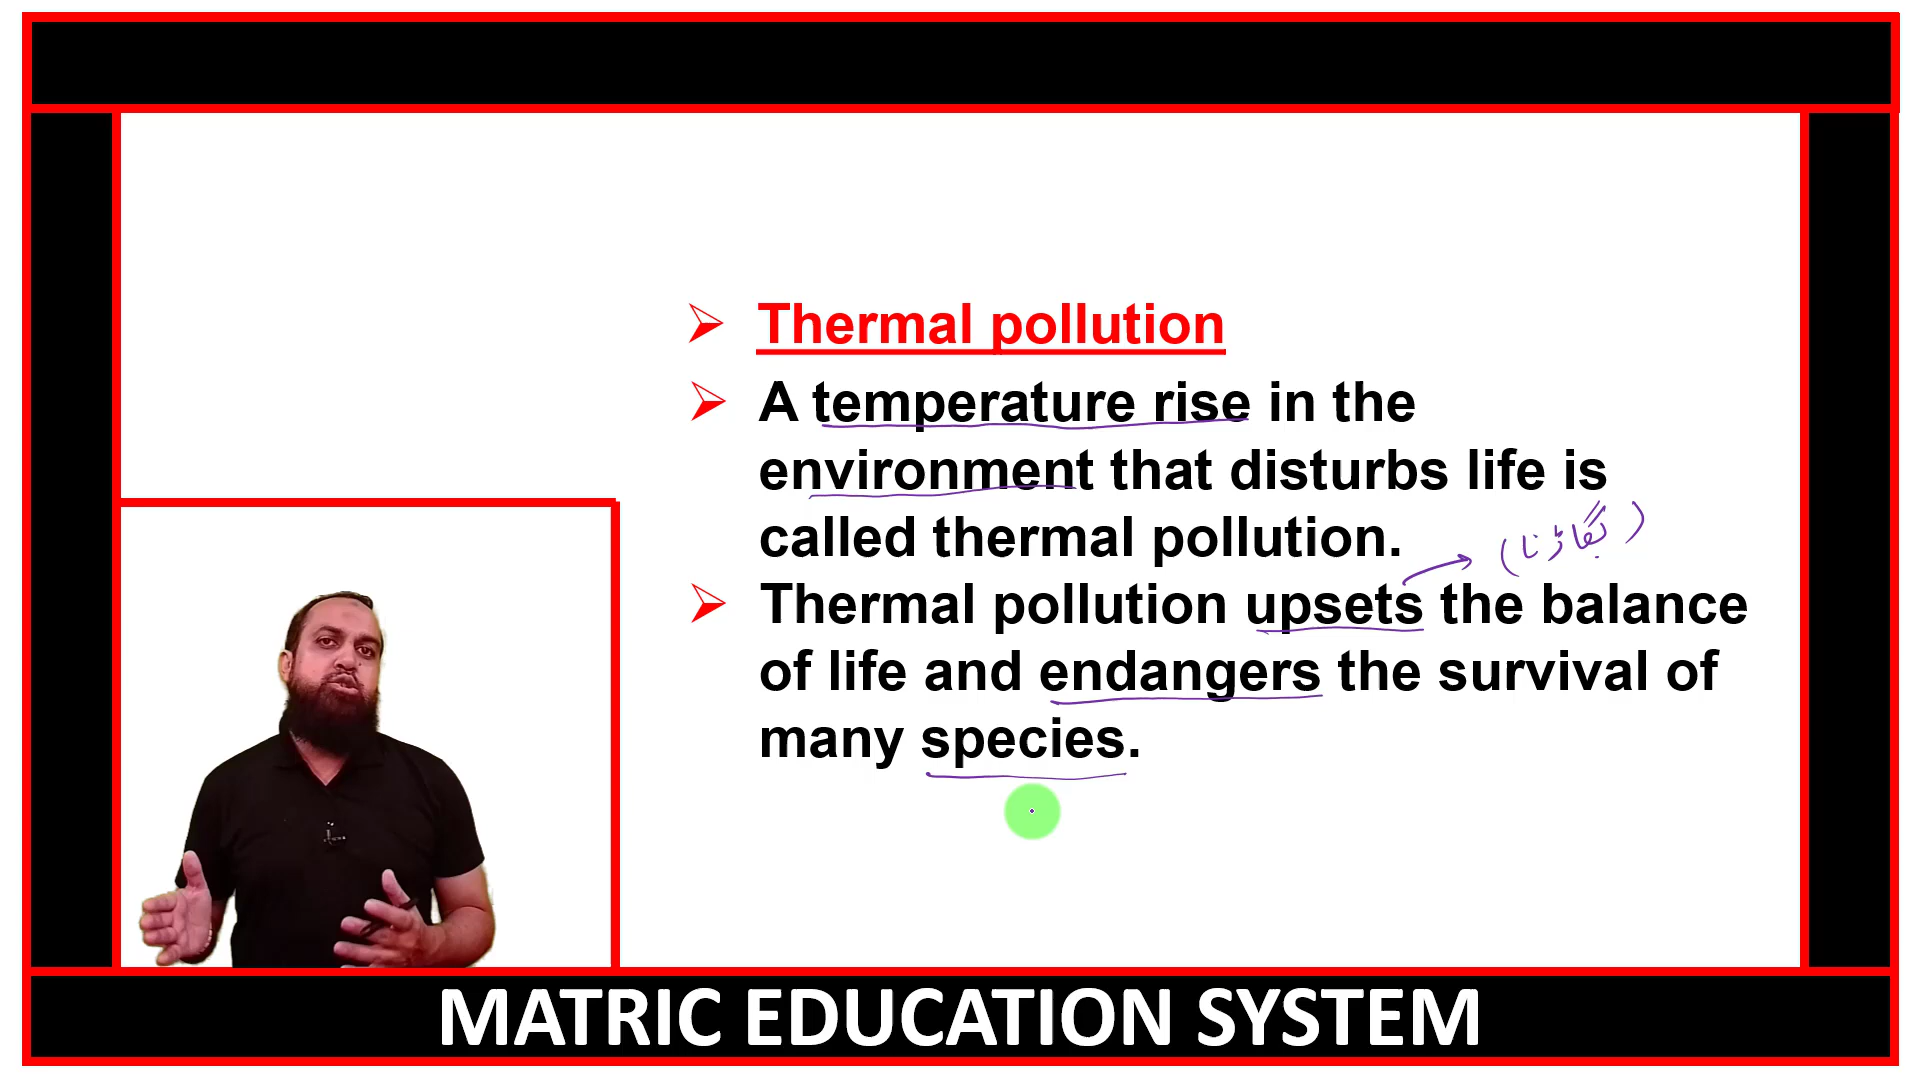 Thermal pollution
A temperature rise in the
environment that disturbs life is
called thermal pollution.
(بگاڑنا)
Thermal pollution upsets the balance
of life and endangers the survival of
many species.
MATRIC EDUCATION SYSTEM